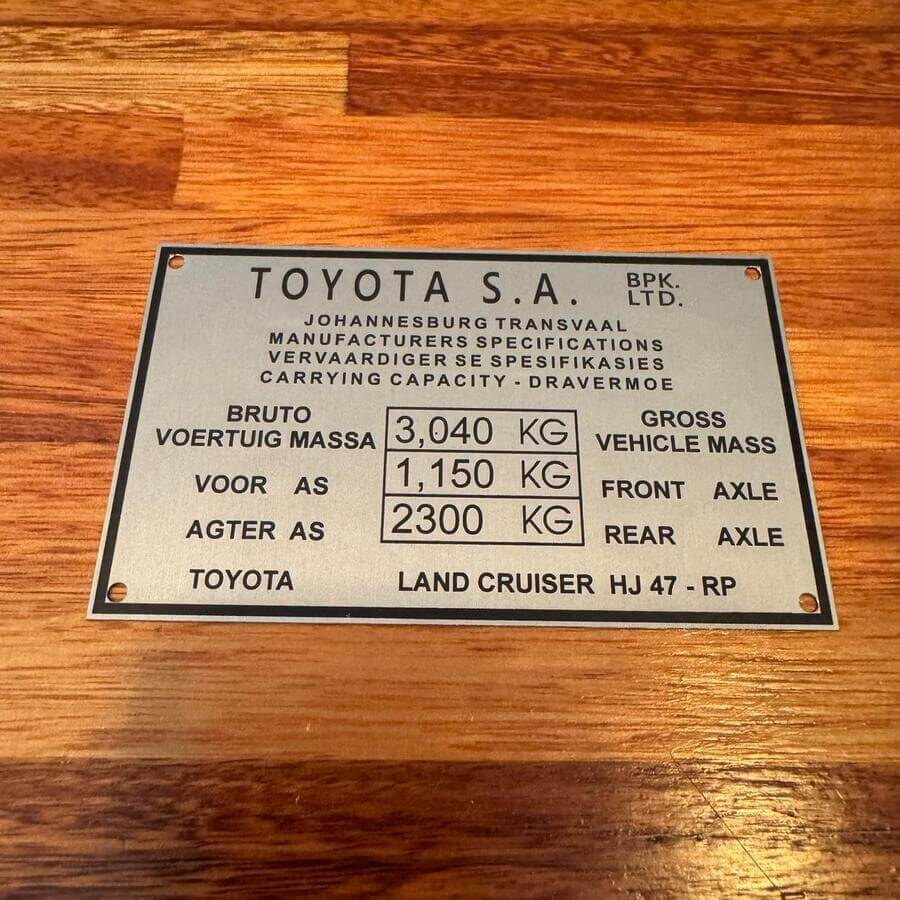 TOYOTA S.A. BPK. LTD.
JOHANNESBURG TRANSVAAL
MANUFACTURERS SPECIFICATIONS
VERVAARDIGER SE SPESIFIKASIES
CARRYING CAPACITY - DRAVERMOE
BRUTO VOERTUIG MASSA 3,040 KG GROSS VEHICLE MASS
VOOR AS 1,150 KG FRONT AXLE
AGTER AS 2300 KG REAR AXLE
TOYOTA LAND CRUISER HJ 47 - RP